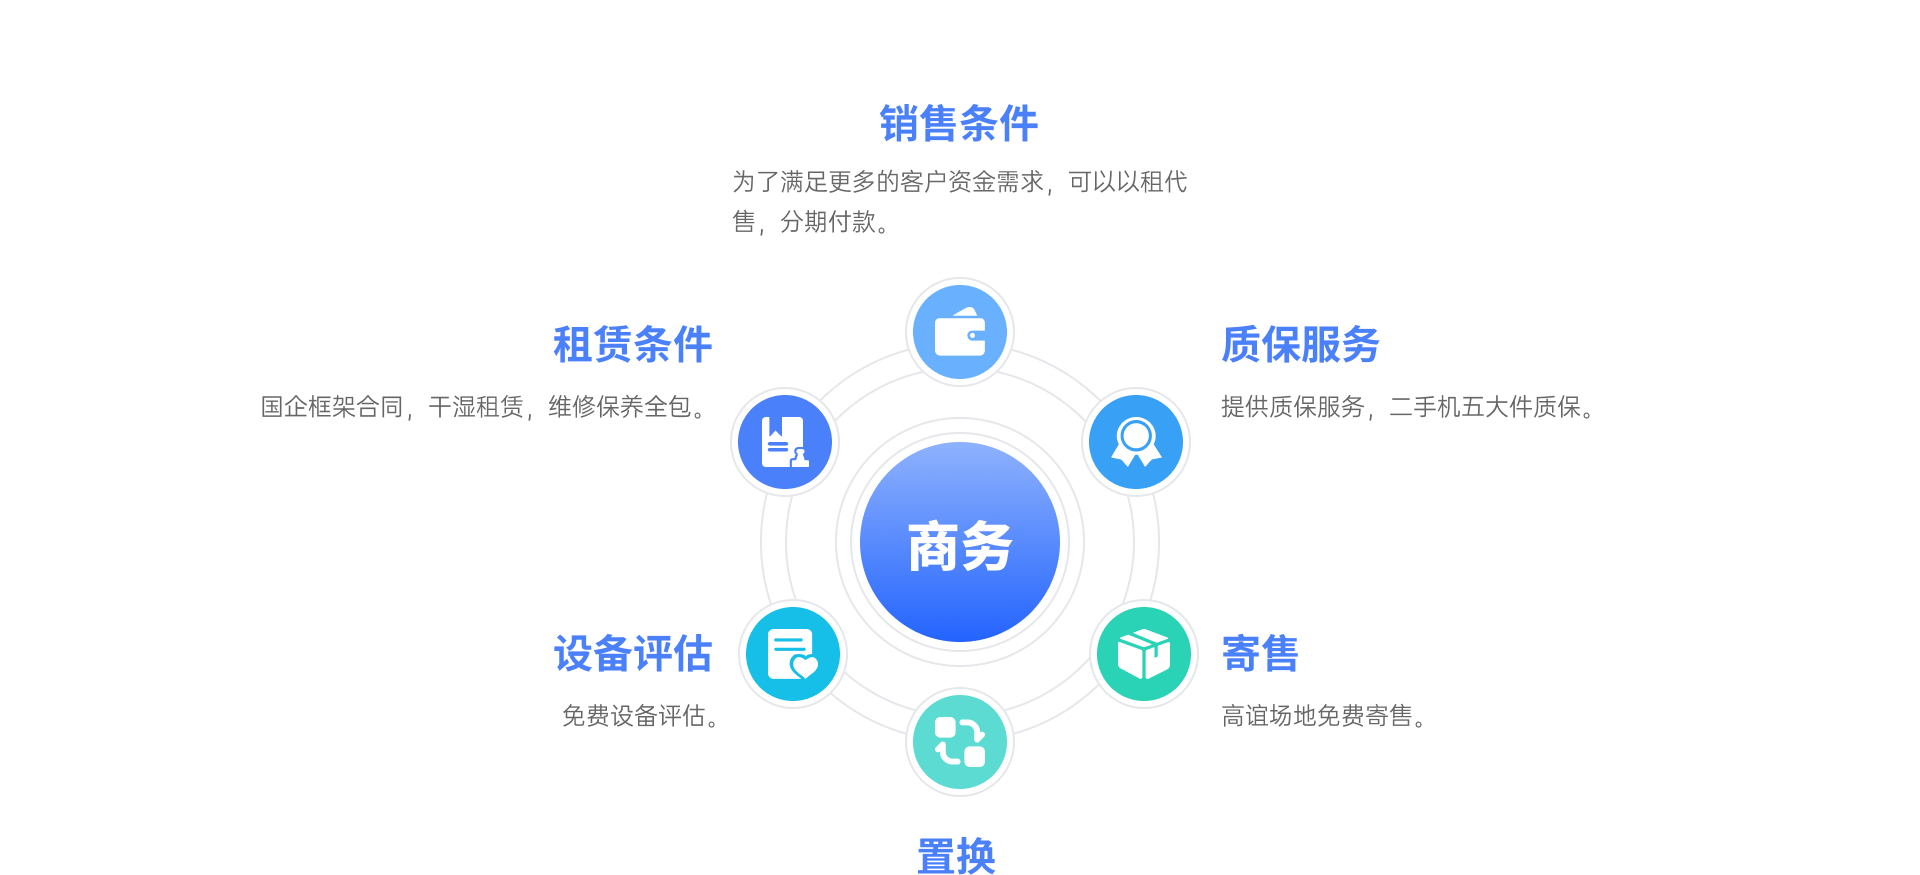 销售条件
为了满足更多的客户资金需求，可以以租代
售，分期付款。
租赁条件
国企框架合同，干湿租赁，维修保养全包。
质保服务
提供质保服务，二手机五大件质保。
商务
设备评估
免费设备评估。
寄售
高谊场地免费寄售。
置换